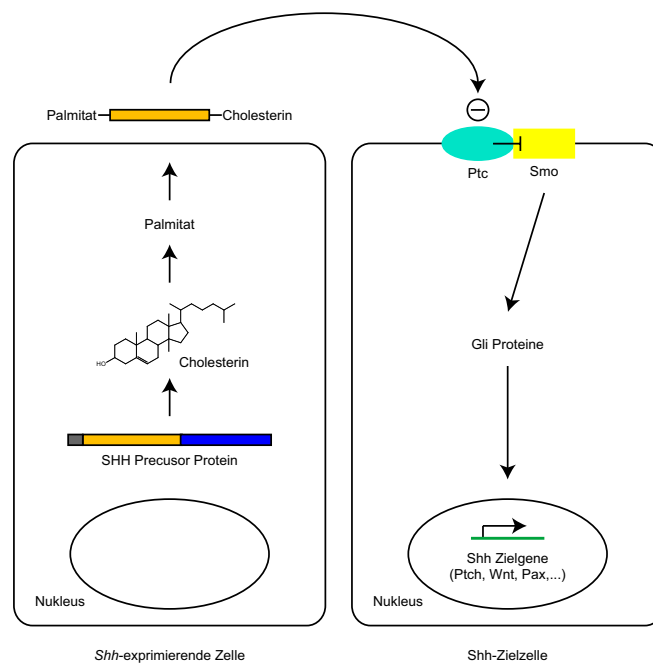 Palmitat
Cholesterin
Palmitat
HO
Cholesterin
SHH Precusor Protein
Nukleus
Shh-exprimierende Zelle
Ptc
Smo
Gli Proteine
Shh Zielgene
(Ptch, Wnt, Pax,...)
Nukleus
Shh-Zielzelle